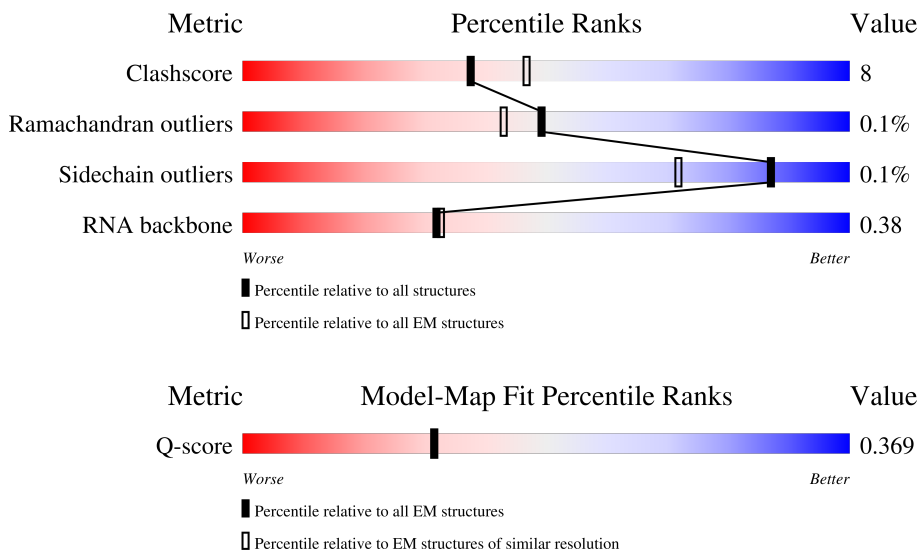 Metric Percentile Ranks Value
Clashscore 8
Ramachandran outliers 0.1%
Sidechain outliers 0.1%
RNA backbone 0.38
Worse Better
Percentile relative to all structures
Percentile relative to all EM structures
Metric Model-Map Fit Percentile Ranks Value
Q-score 0.369
Worse Better
Percentile relative to all EM structures
Percentile relative to EM structures of similar resolution